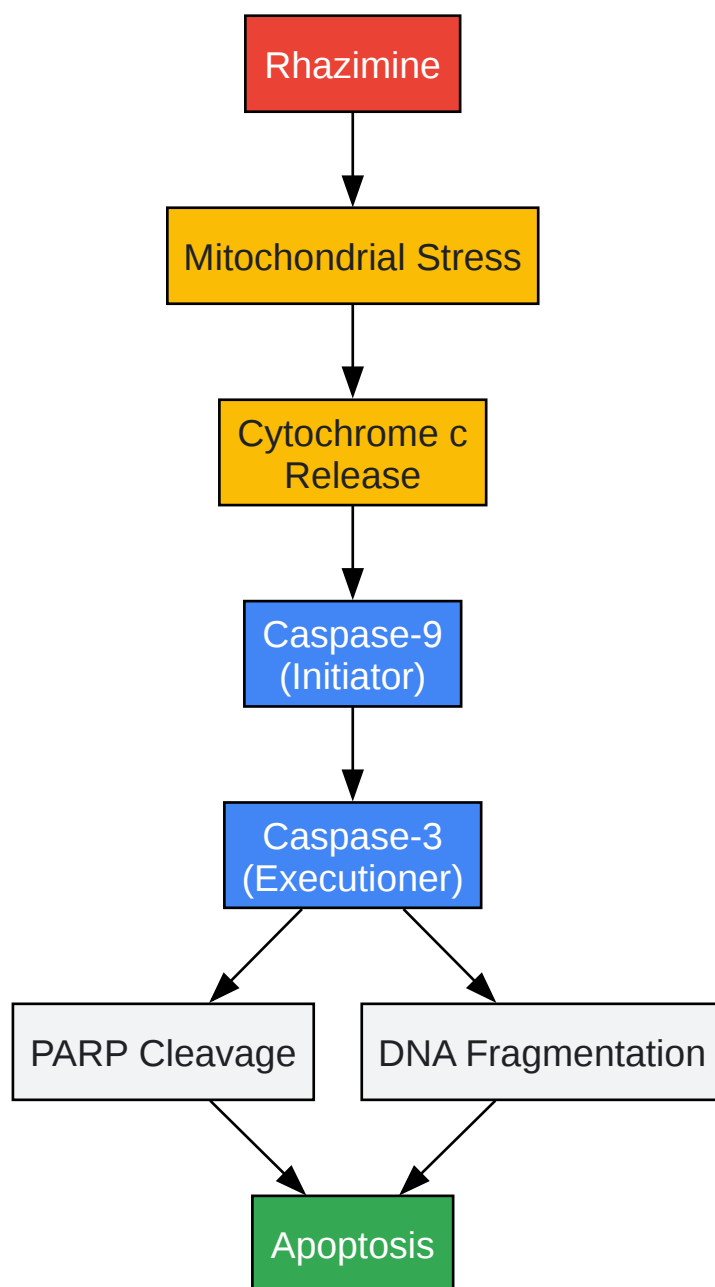 Rhazimine
Mitochondrial Stress
Cytochrome c
Release
Caspase-9
(Initiator)
Caspase-3
(Executioner)
PARP Cleavage
DNA Fragmentation
Apoptosis